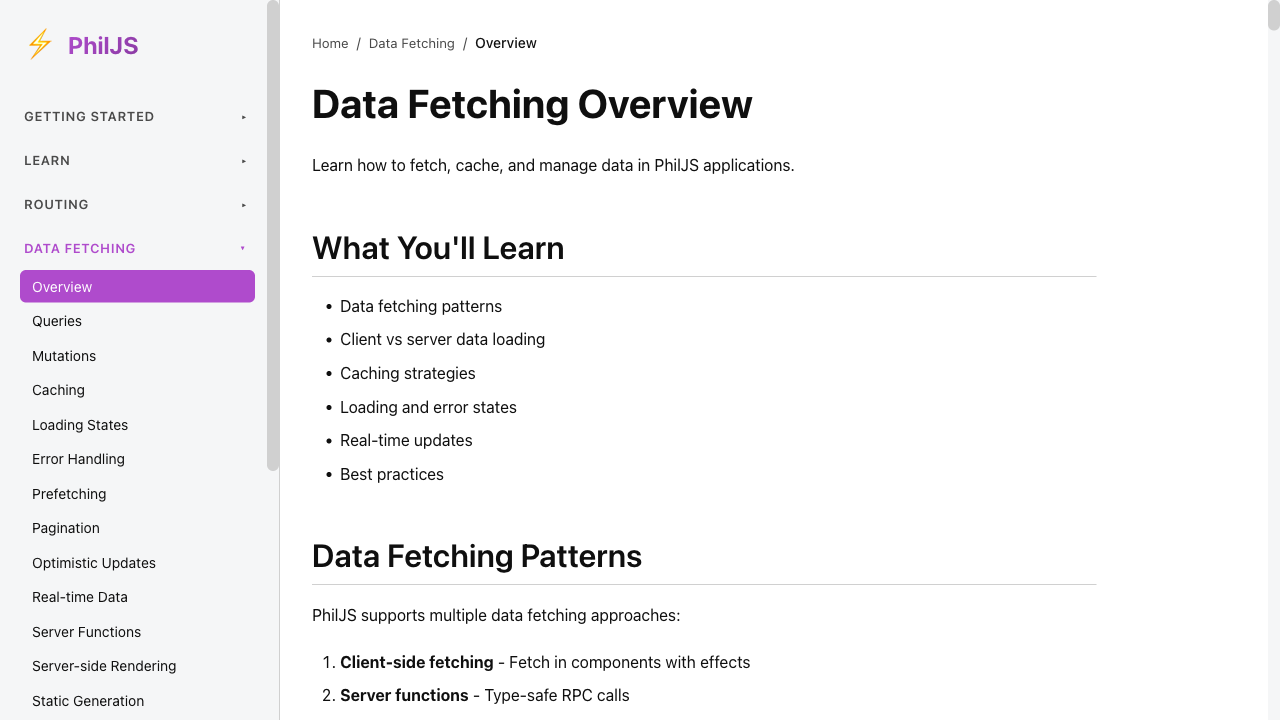 PhilJS
GETTING STARTED
LEARN
ROUTING
DATA FETCHING
Overview
Queries
Mutations
Caching
Loading States
Error Handling
Prefetching
Pagination
Optimistic Updates
Real-time Data
Server Functions
Server-side Rendering
Static Generation
Home / Data Fetching / Overview
Data Fetching Overview
Learn how to fetch, cache, and manage data in PhilJS applications.
What You'll Learn
• Data fetching patterns
• Client vs server data loading
• Caching strategies
• Loading and error states
• Real-time updates
• Best practices
Data Fetching Patterns
PhilJS supports multiple data fetching approaches:
1. Client-side fetching - Fetch in components with effects
2. Server functions - Type-safe RPC calls